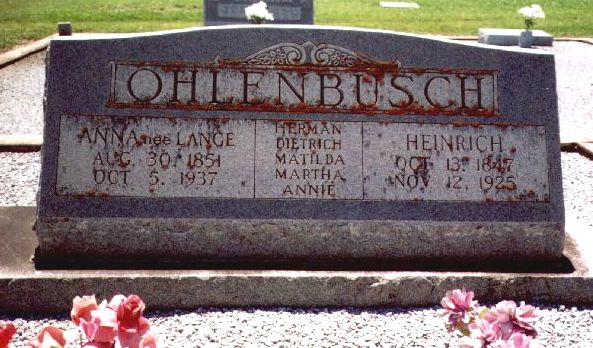 OHLENBUSCH
ANNA nee LANGE
AUG. 30. 1851
OCT 5. 1937
HERMAN
DIETRICH
MATILDA
MARTHA
ANNIE
HEINRICH
OCT 13. 1847
NOV 12. 1925